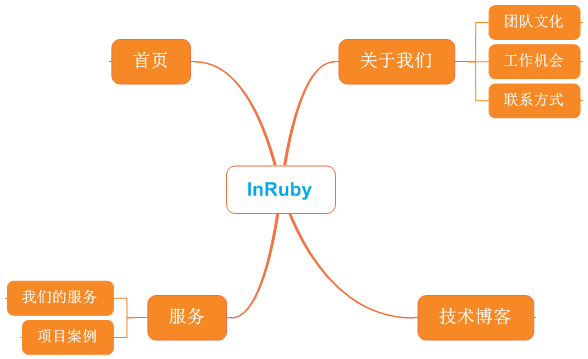 首页
关于我们
团队文化
工作机会
联系方式
InRuby
服务
我们的服务
项目案例
技术博客